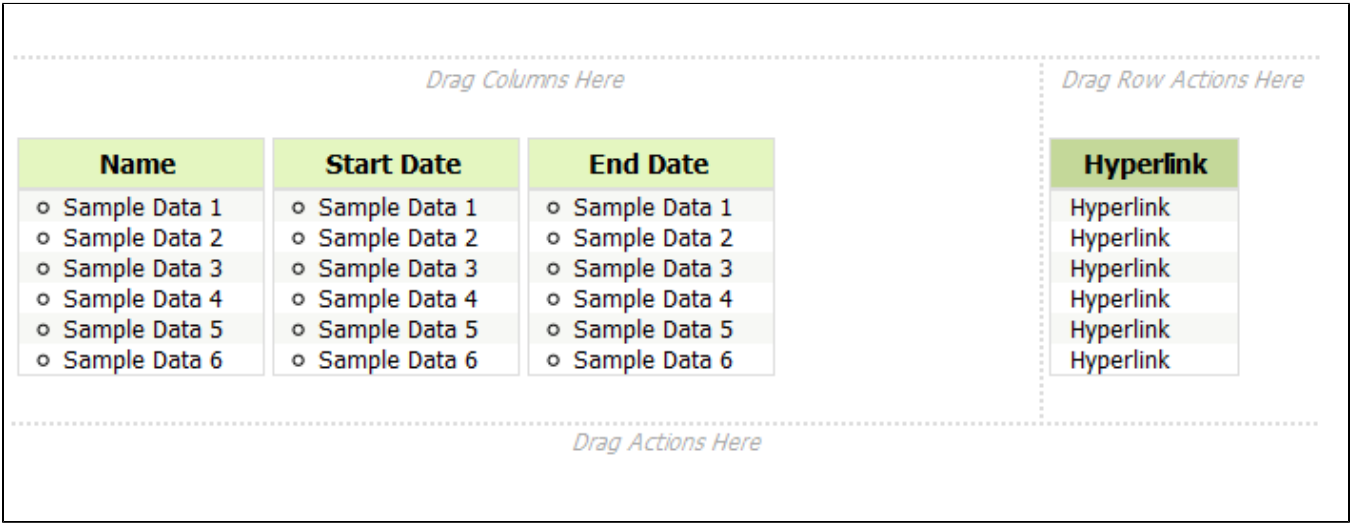 Drag Columns Here Drag Row Actions Here
Name Start Date End Date Hyperlink
Sample Data 1 Sample Data 1 Sample Data 1 Hyperlink
Sample Data 2 Sample Data 2 Sample Data 2 Hyperlink
Sample Data 3 Sample Data 3 Sample Data 3 Hyperlink
Sample Data 4 Sample Data 4 Sample Data 4 Hyperlink
Sample Data 5 Sample Data 5 Sample Data 5 Hyperlink
Sample Data 6 Sample Data 6 Sample Data 6 Hyperlink
Drag Actions Here